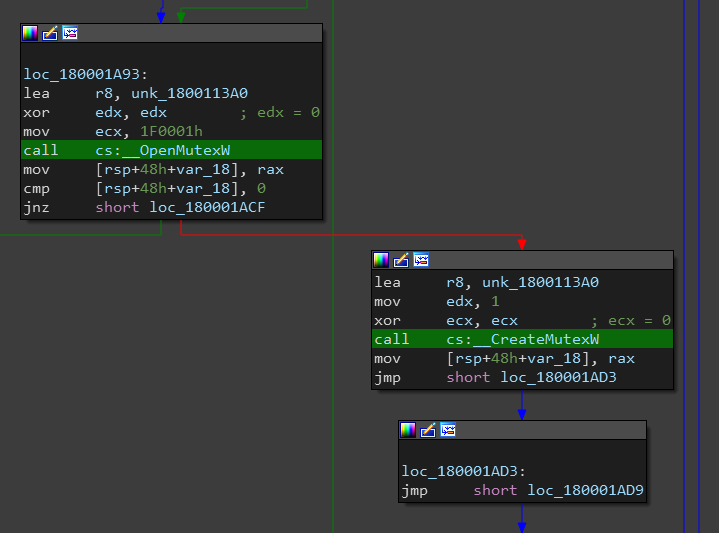 loc_180001A93:
lea r8, unk_1800113A0
xor edx, edx ; edx = 0
mov ecx, 1F0001h
call cs:__OpenMutexW
mov [rsp+48h+var_18], rax
cmp [rsp+48h+var_18], 0
jnz short loc_180001ACF
lea r8, unk_1800113A0
mov edx, 1
xor ecx, ecx ; ecx = 0
call cs:__CreateMutexW
mov [rsp+48h+var_18], rax
jmp short loc_180001AD3
loc_180001AD3:
jmp short loc_180001AD9